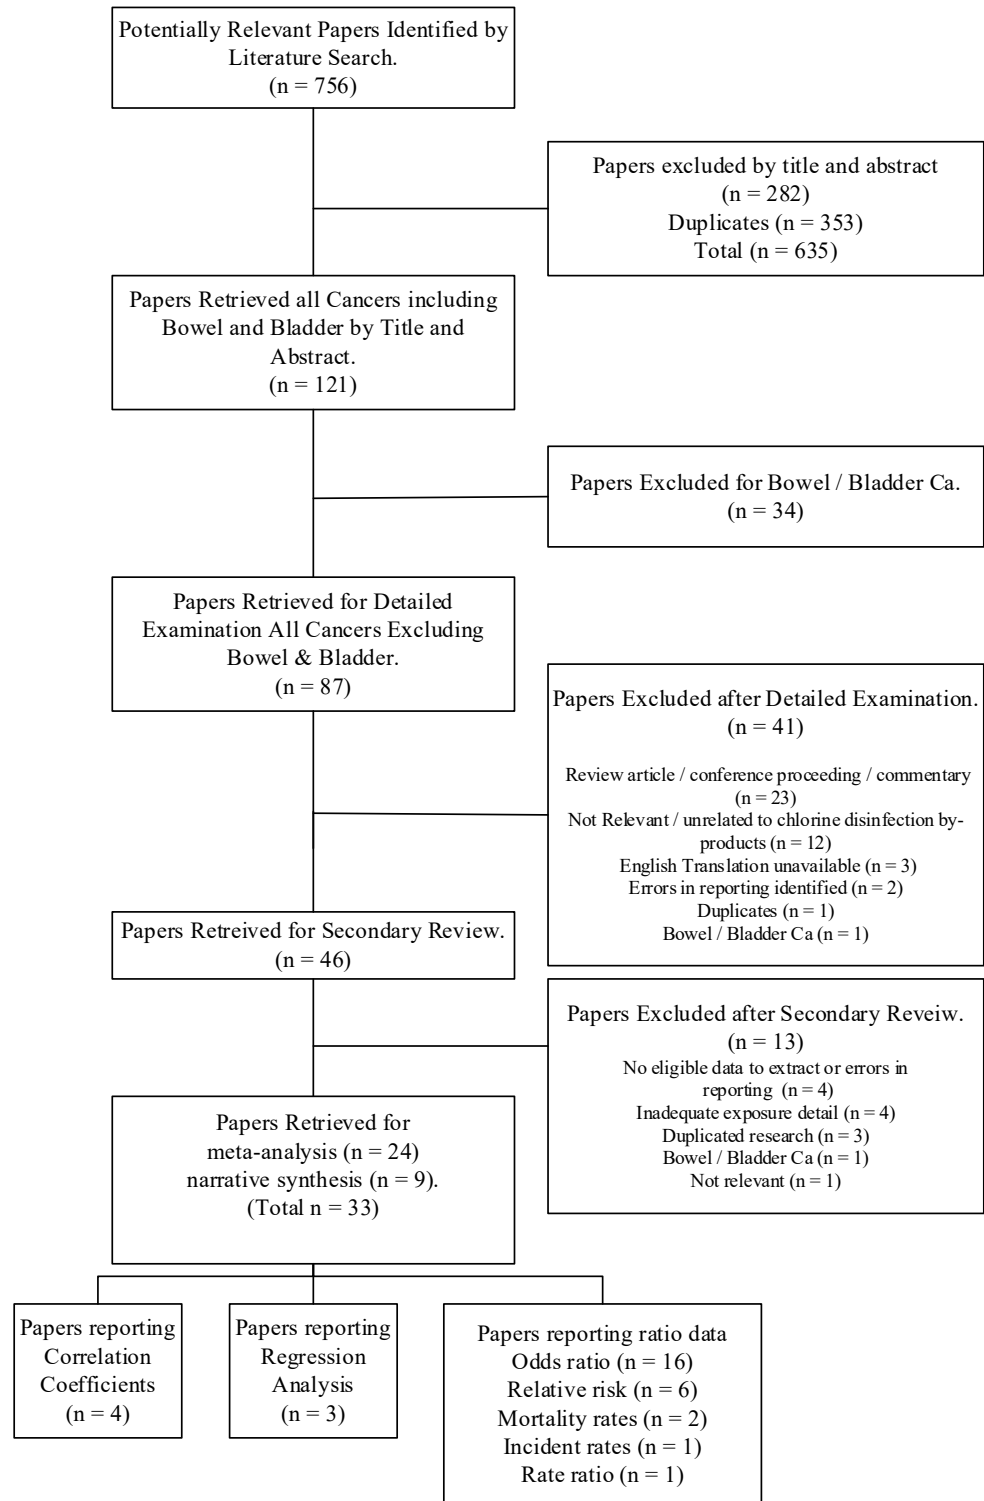 Potentially Relevant Papers Identified by
Literature Search.
(n = 756)
Papers excluded by title and abstract
(n = 282)
Duplicates (n = 353)
Total (n = 635)
Papers Retrieved all Cancers including
Bowel and Bladder by Title and
Abstract.
(n = 121)
Papers Excluded for Bowel / Bladder Ca.
(n = 34)
Papers Retrieved for Detailed
Examination All Cancers Excluding
Bowel & Bladder.
(n = 87)
Papers Excluded after Detailed Examination.
(n = 41)
Review article / conference proceeding / commentary
(n = 23)
Not Relevant / unrelated to chlorine disinfection by-
products (n = 12)
English Translation unavailable (n = 3)
Errors in reporting identified (n = 2)
Duplicates (n = 1)
Bowel / Bladder Ca (n = 1)
Papers Retreived for Secondary Review.
(n = 46)
Papers Excluded after Secondary Reveiw.
(n = 13)
No eligible data to extract or errors in
reporting (n = 4)
Inadequate exposure detail (n = 4)
Duplicated research (n = 3)
Bowel / Bladder Ca (n = 1)
Not relevant (n = 1)
Papers Retrieved for
meta-analysis (n = 24)
narrative synthesis (n = 9).
(Total n = 33)
Papers reporting
Correlation
Coefficients
(n = 4)
Papers reporting
Regression
Analysis
(n = 3)
Papers reporting ratio data
Odds ratio (n = 16)
Relative risk (n = 6)
Mortality rates (n = 2)
Incident rates (n = 1)
Rate ratio (n = 1)